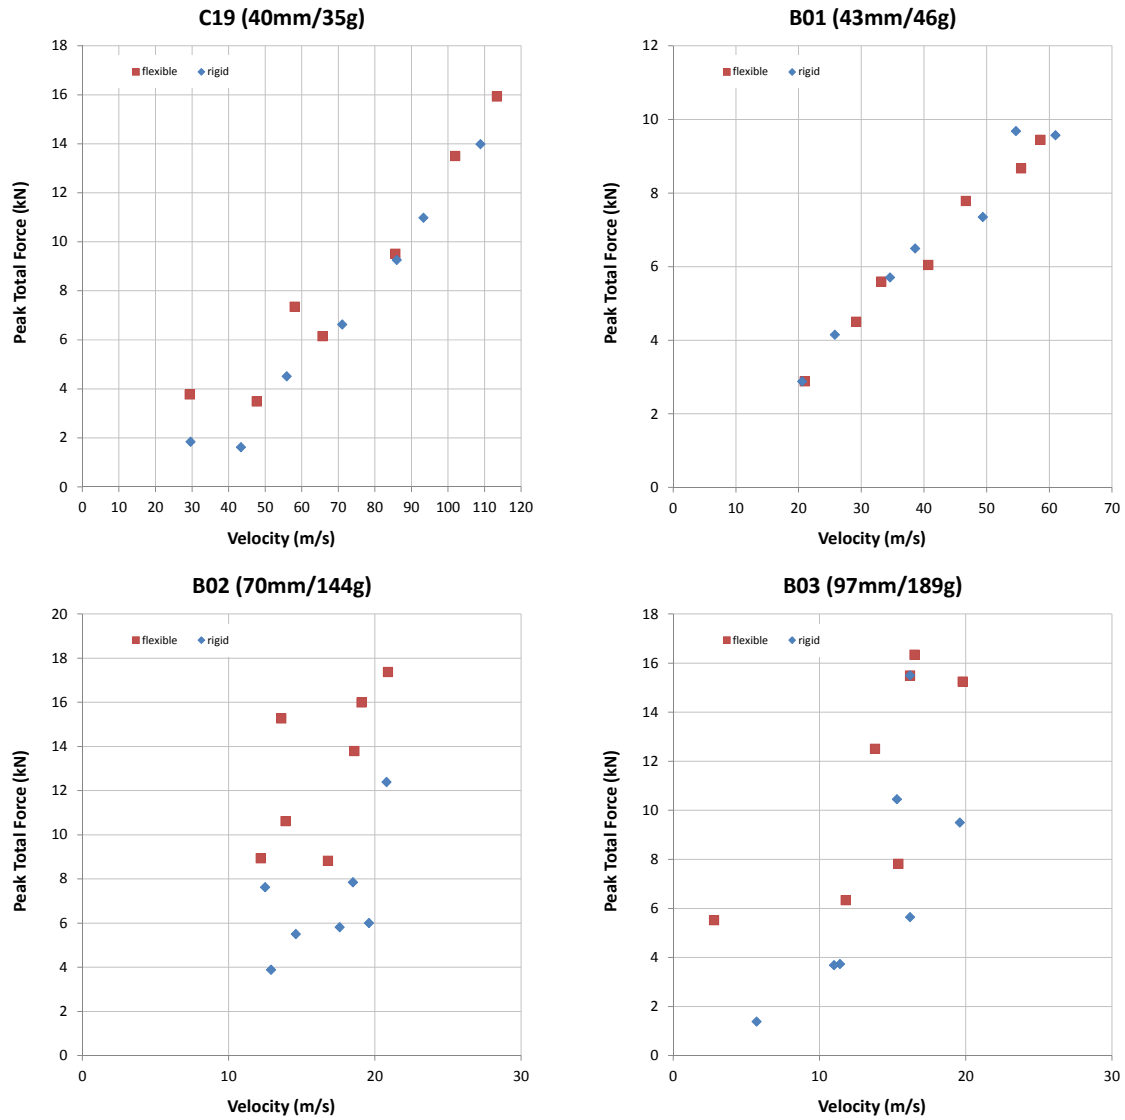 C19 (40mm/35g)
18
16
14
12
10
8
6
4
2
0
flexible rigid
Peak Total Force (kN)
0 10 20 30 40 50 60 70 80 90 100 110 120
Velocity (m/s)
B01 (43mm/46g)
12
10
8
6
4
2
0
flexible rigid
Peak Total Force (kN)
0 10 20 30 40 50 60 70
Velocity (m/s)
B02 (70mm/144g)
20
18
16
14
12
10
8
6
4
2
0
flexible rigid
Peak Total Force (kN)
0 10 20 30
Velocity (m/s)
B03 (97mm/189g)
18
16
14
12
10
8
6
4
2
0
flexible rigid
Peak Total Force (kN)
0 10 20 30
Velocity (m/s)